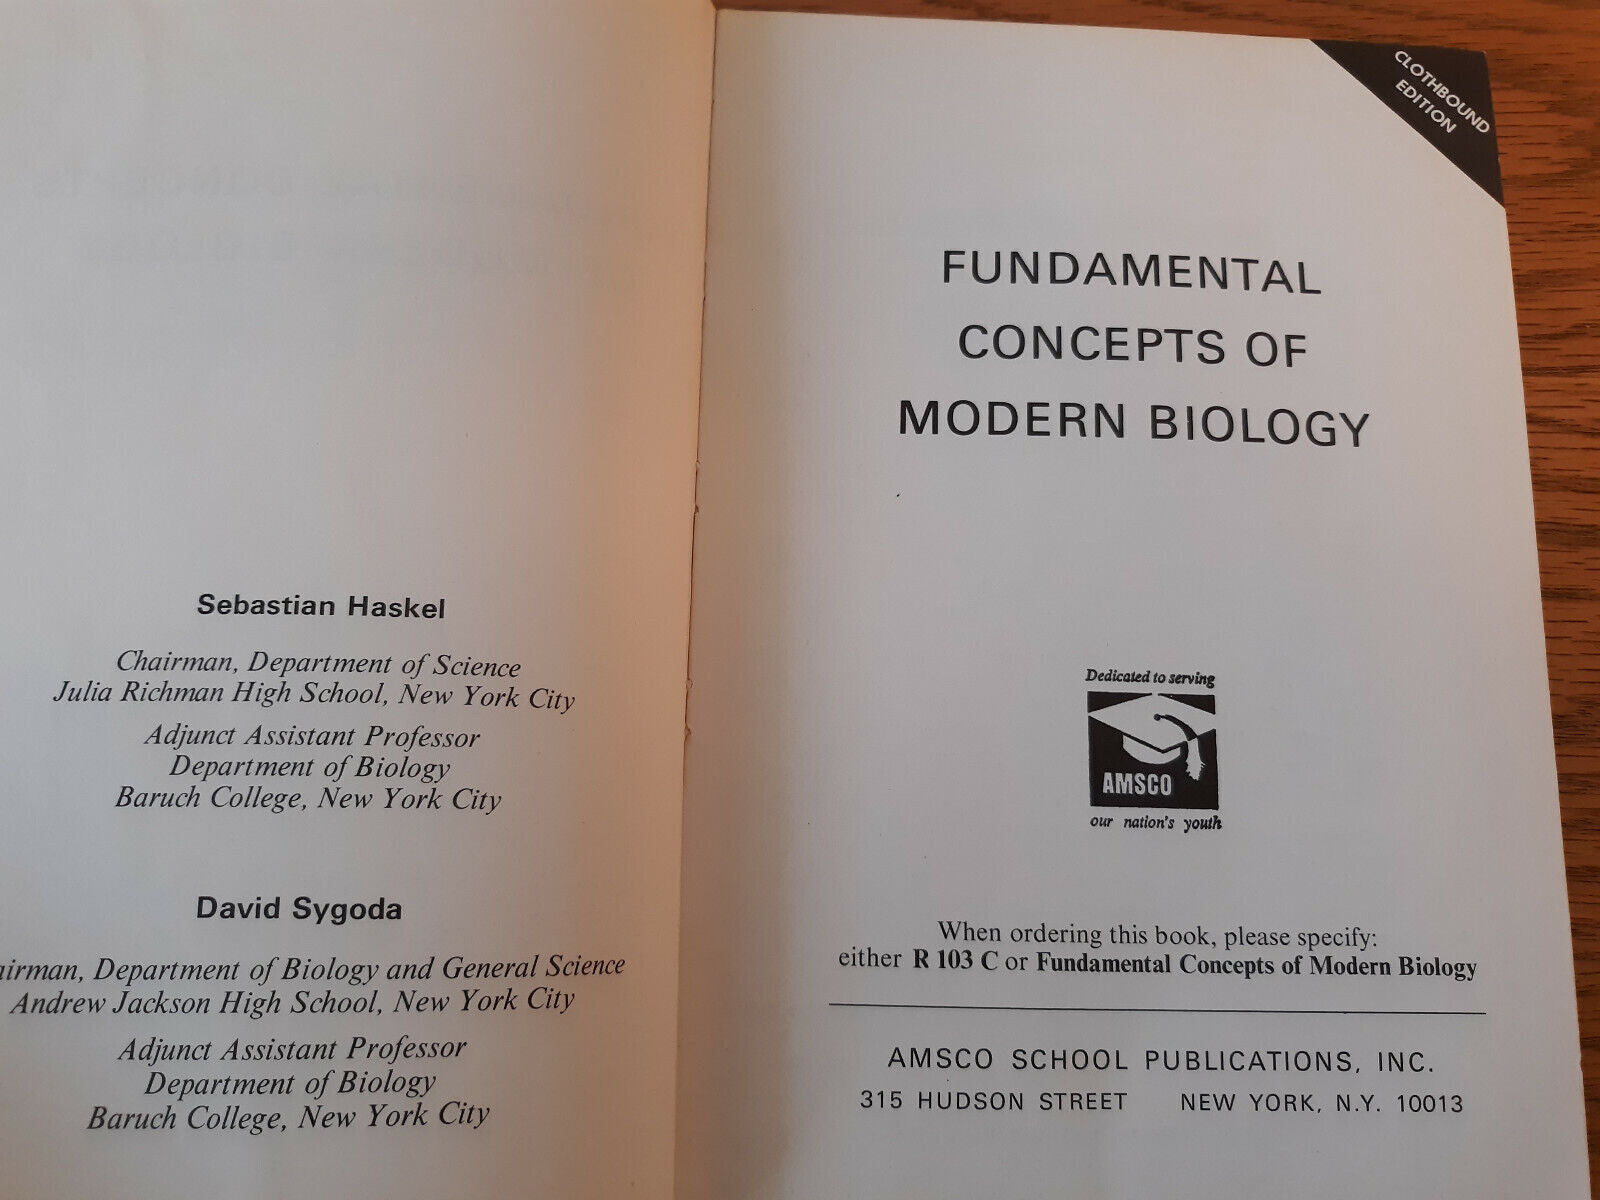 Sebastian Haskel
Chairman, Department of Science
Julia Richman High School, New York City
Adjunct Assistant Professor
Department of Biology
Baruch College, New York City
David Sygoda
airman, Department of Biology and General Science
Andrew Jackson High School, New York City
Adjunct Assistant Professor
Department of Biology
Baruch College, New York City
CLOTHBOUND
EDITION
FUNDAMENTAL
CONCEPTS OF
MODERN BIOLOGY
Dedicated to serving
AMSCO
our nation's youth
When ordering this book, please specify:
either R 103 C or Fundamental Concepts of Modern Biology
AMSCO SCHOOL PUBLICATIONS, INC.
315 HUDSON STREET NEW YORK, N.Y. 10013